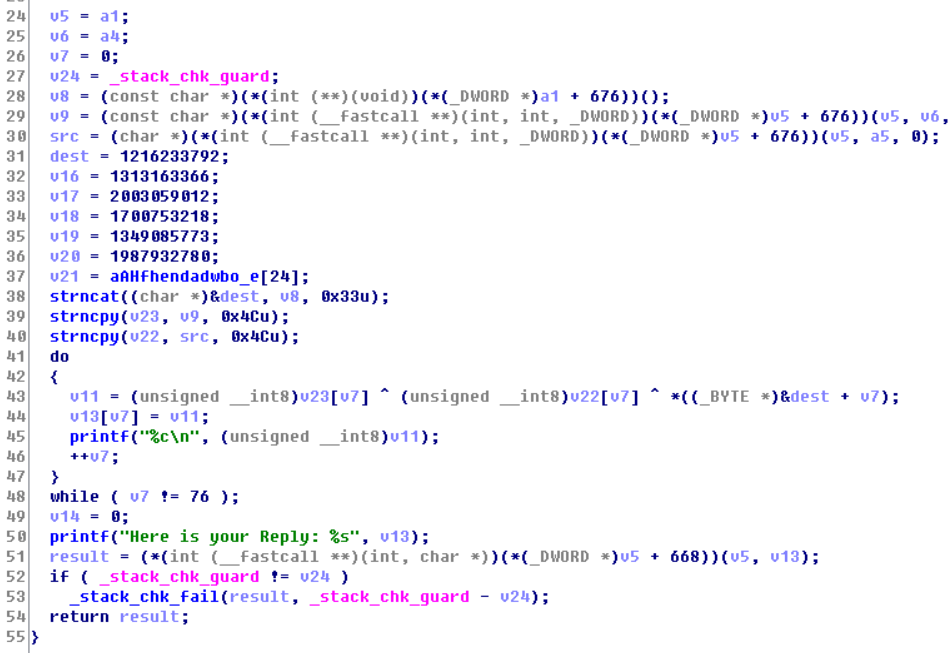 24 v5 = a1;
25 v6 = a4;
26 v7 = 0;
27 v24 = _stack_chk_guard;
28 v8 = (const char *)(*(int (**)(void))(*(_DWORD *)a1 + 676))();
29 v9 = (const char *)(*(int (__fastcall **)(int, int, _DWORD))(*(_DWORD *)v5 + 676))(v5, v6,
30 src = (char *)(*(int (__fastcall **)(int, int, _DWORD))(*(_DWORD *)v5 + 676))(v5, a5, 0);
31 dest = 1216233792;
32 v16 = 1313163366;
33 v17 = 2003059012;
34 v18 = 1700753218;
35 v19 = 1349085773;
36 v20 = 1987932780;
37 v21 = aAHfhendadwbo_e[24];
38 strncat((char *)&dest, v8, 0x33u);
39 strncpy(v23, v9, 0x4Cu);
40 strncpy(v22, src, 0x4Cu);
41 do
42 {
43 v11 = (unsigned __int8)v23[v7] ^ (unsigned __int8)v22[v7] ^ *((_BYTE *)&dest + v7);
44 v13[v7] = v11;
45 printf("%c\n", (unsigned __int8)v11);
46 ++v7;
47 }
48 while ( v7 != 76 );
49 v14 = 0;
50 printf("Here is your Reply: %s", v13);
51 result = (*(int (__fastcall **)(int, char *))(*(_DWORD *)v5 + 668))(v5, v13);
52 if ( _stack_chk_guard != v24 )
53 _stack_chk_fail(result, _stack_chk_guard - v24);
54 return result;
55 }